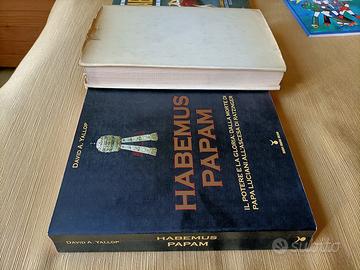 DAVID A. YALLOP
HABEMUS
PAPAM
IL POTERE E LA GLORIA: DALLA MORTE DI
PAPA LUCIANI ALL'ASCESA DI RATZINGER
DAVID A. YALLOP
HABEMUS
PAPAM
subito